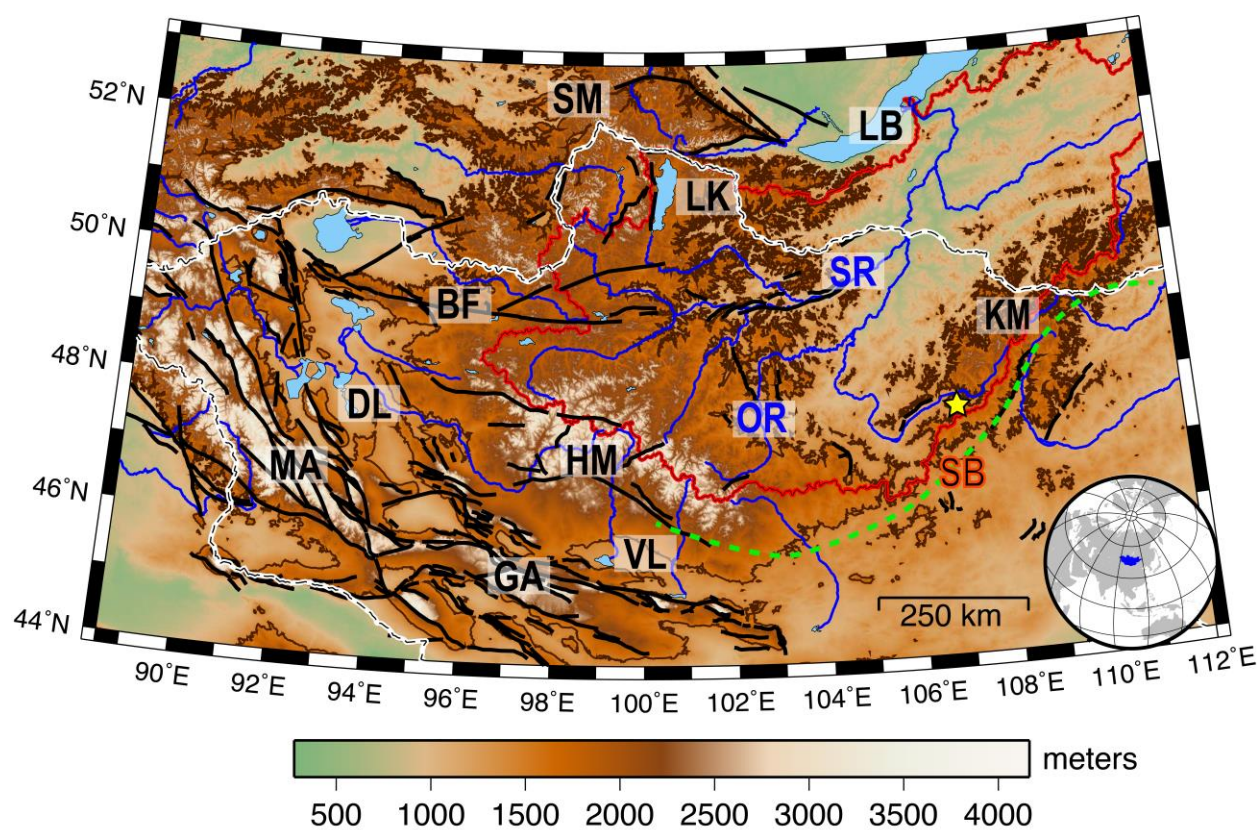 52˚N
50˚N
48˚N
46˚N
44˚N
SM
LB
LK
SR
BF
KM
DL
OR
MA
HM
SB
VL
GA
250 km
90˚E
92˚E
94˚E
96˚E
98˚E
100˚E
102˚E
104˚E
106˚E
108˚E
110˚E
112˚E
meters
500 1000 1500 2000 2500 3000 3500 4000